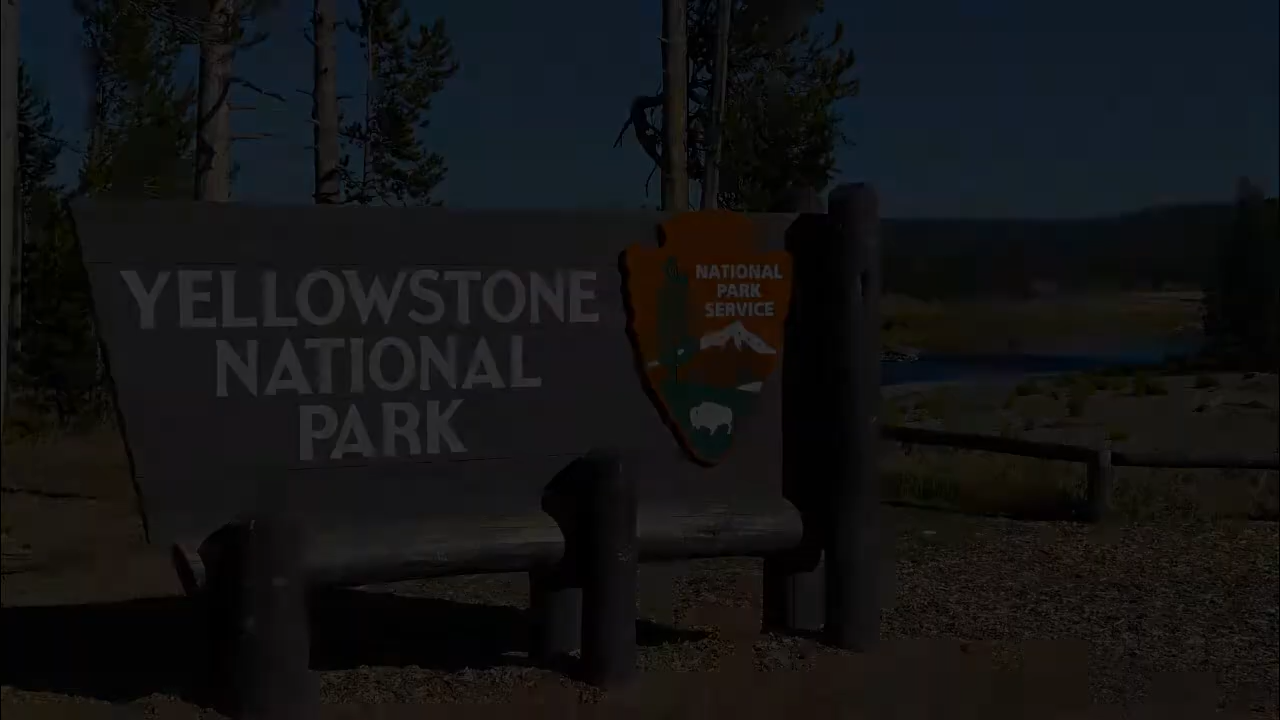 YELLOWSTONE
NATIONAL
PARK
NATIONAL
PARK
SERVICE